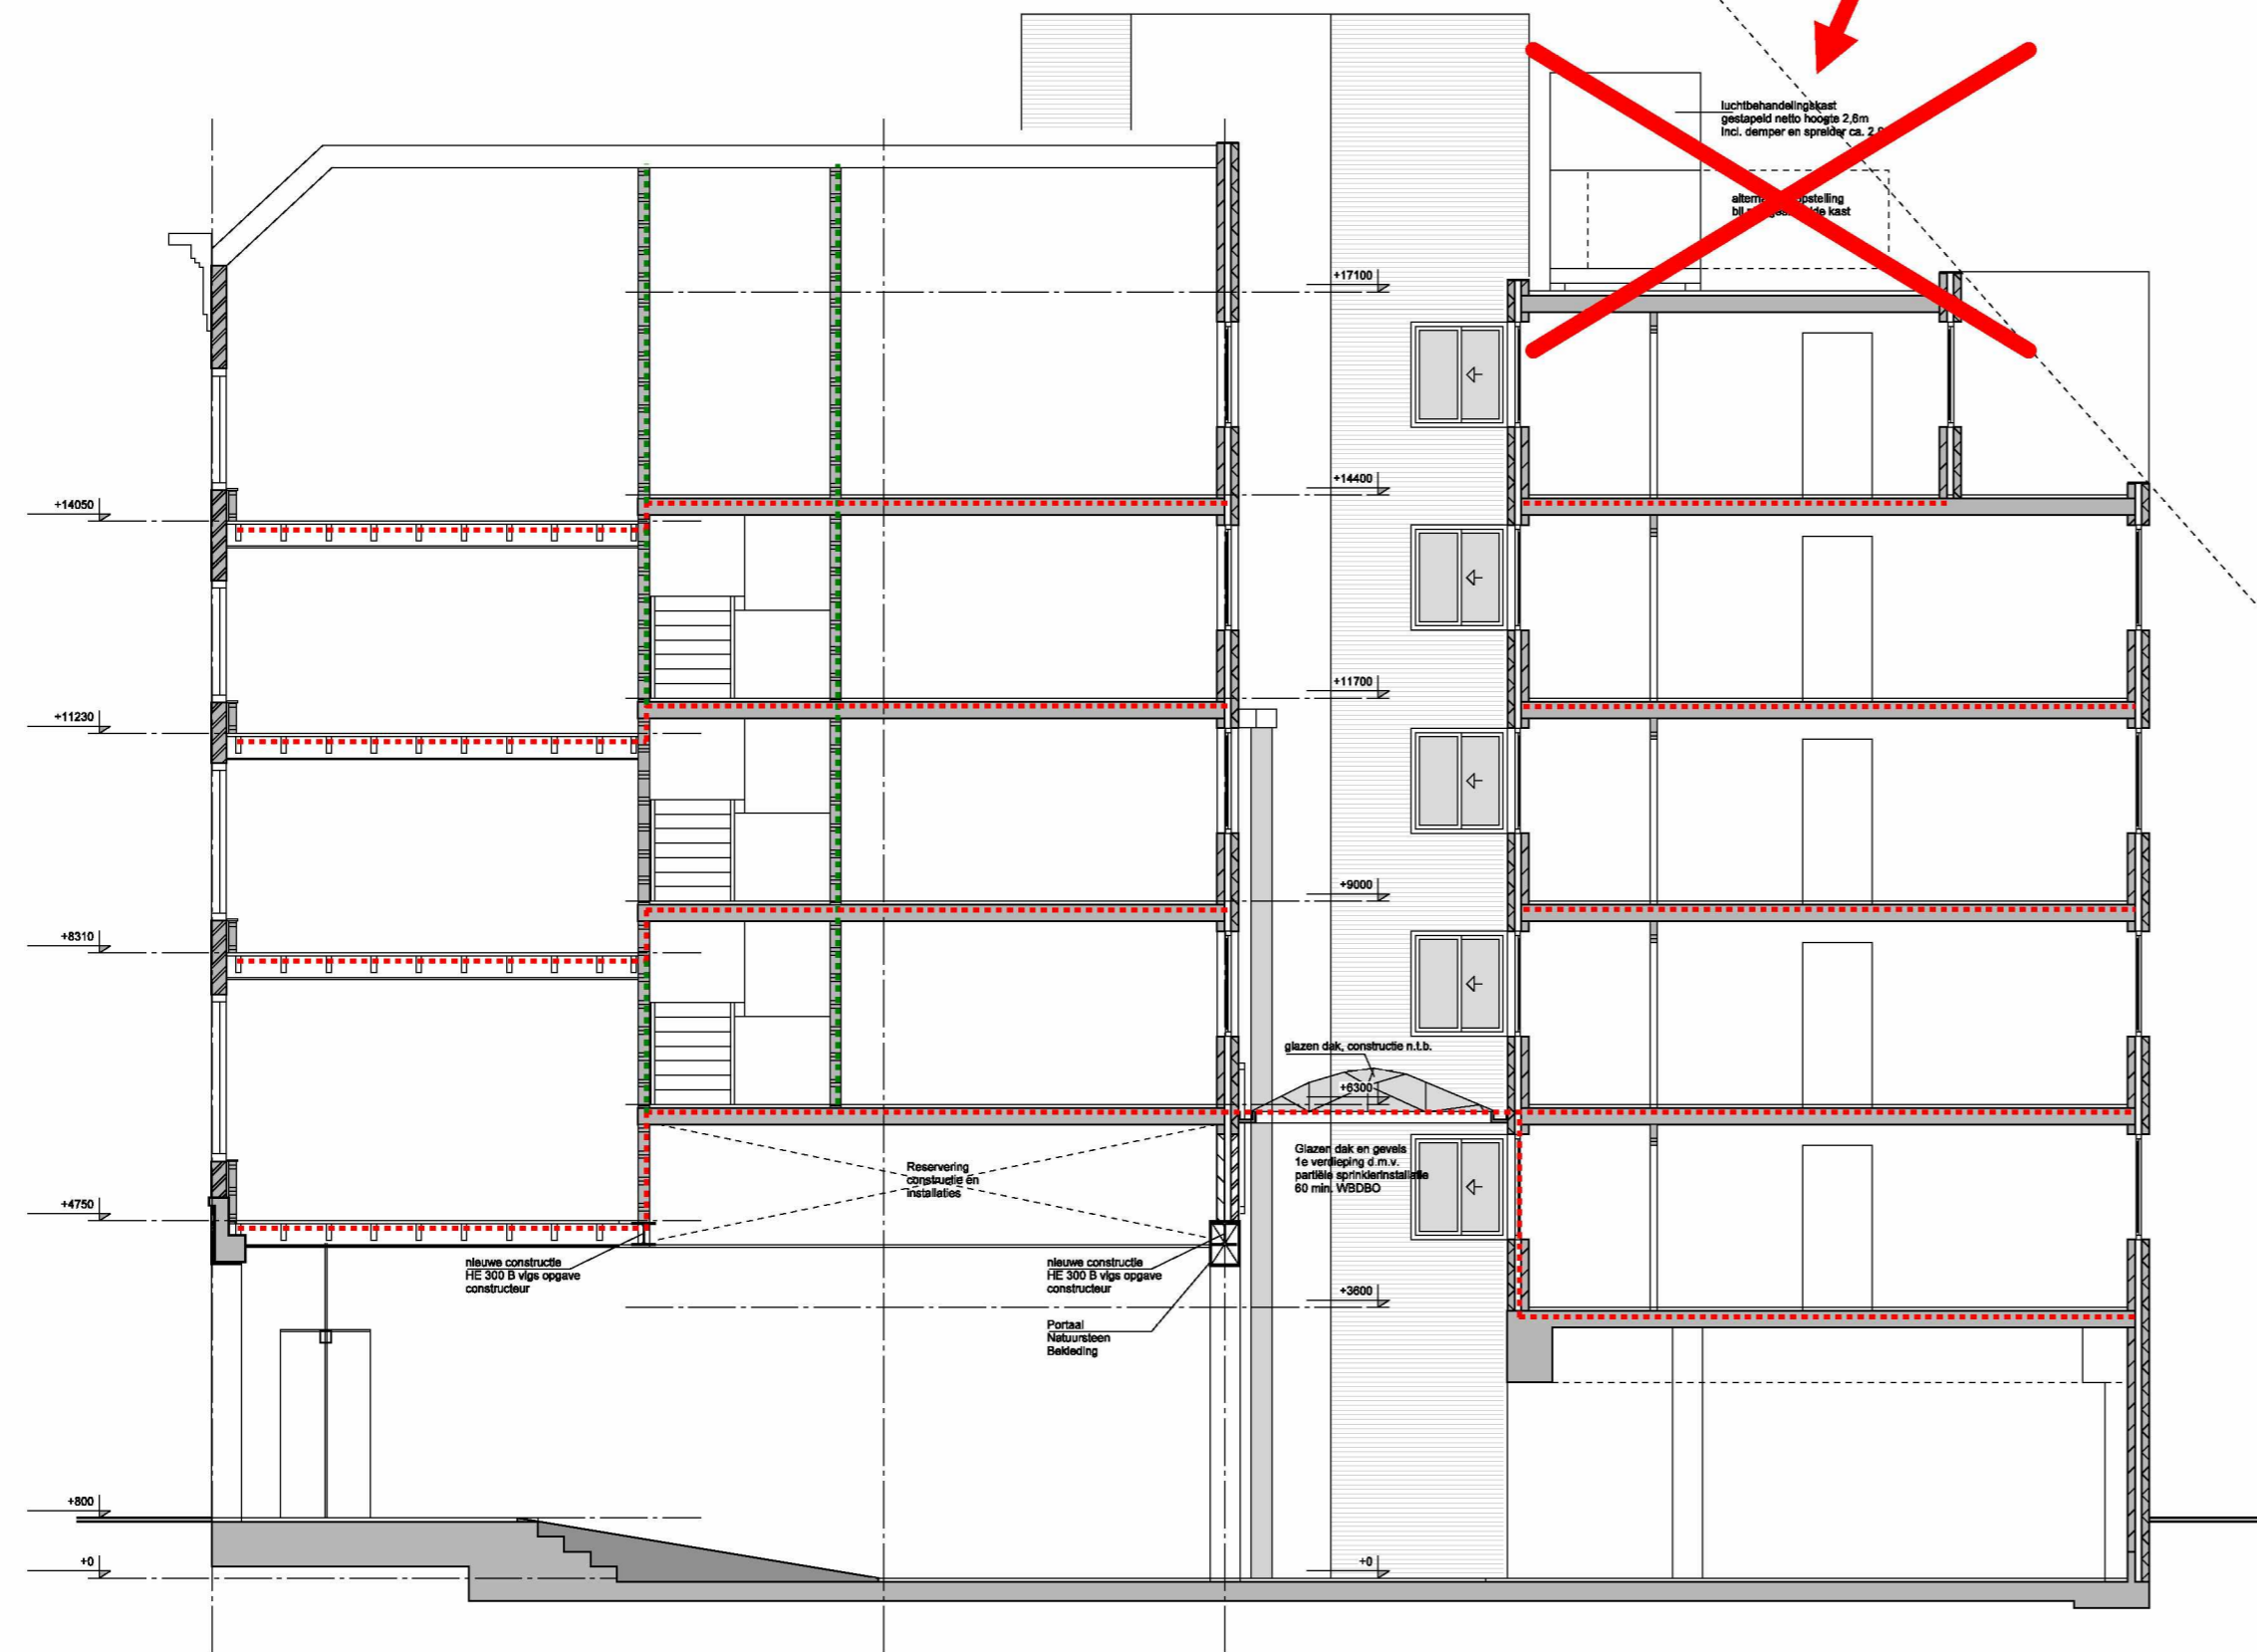 luchtbehandelingskast
gestapeld netto hoogte 2,6m
incl. demper en spreider ca. 2,
opstelling
kast
+17100
+14400
+14050
+11700
+11230
+9000
+8310
glazen dak, constructie n.t.b.
+6300
Glazen dak en gevels
1e verdieping d.m.v.
partiële sprinklerinstallatie
60 min. WBDBO
Reservering
constructie en
installaties
+4750
nieuwe constructie
HE 300 B vlgs opgave
constructeur
nieuwe constructie
HE 300 B vlgs opgave
constructeur
+3600
Portaal
Natuursteen
Bekleding
+800
+0
+0